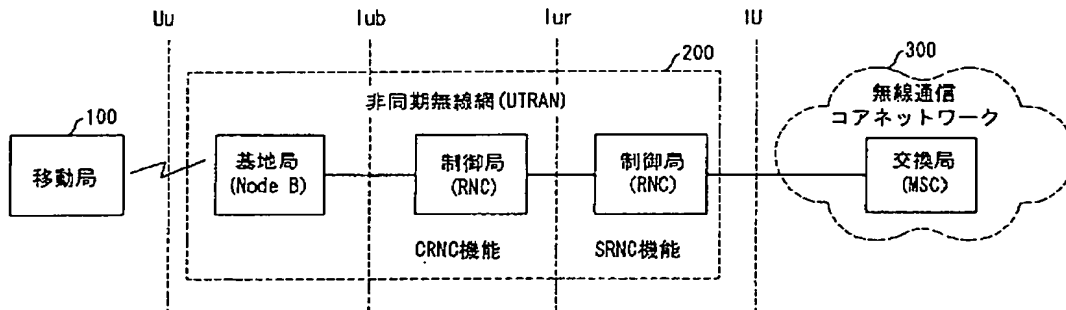 Uu
Iub
Iur
IU
200
300
非同期無線網(UTRAN)
無線通信
コアネットワーク
100
移動局
基地局
(Node B)
制御局
(RNC)
制御局
(RNC)
交換局
(MSC)
CRNC機能
SRNC機能